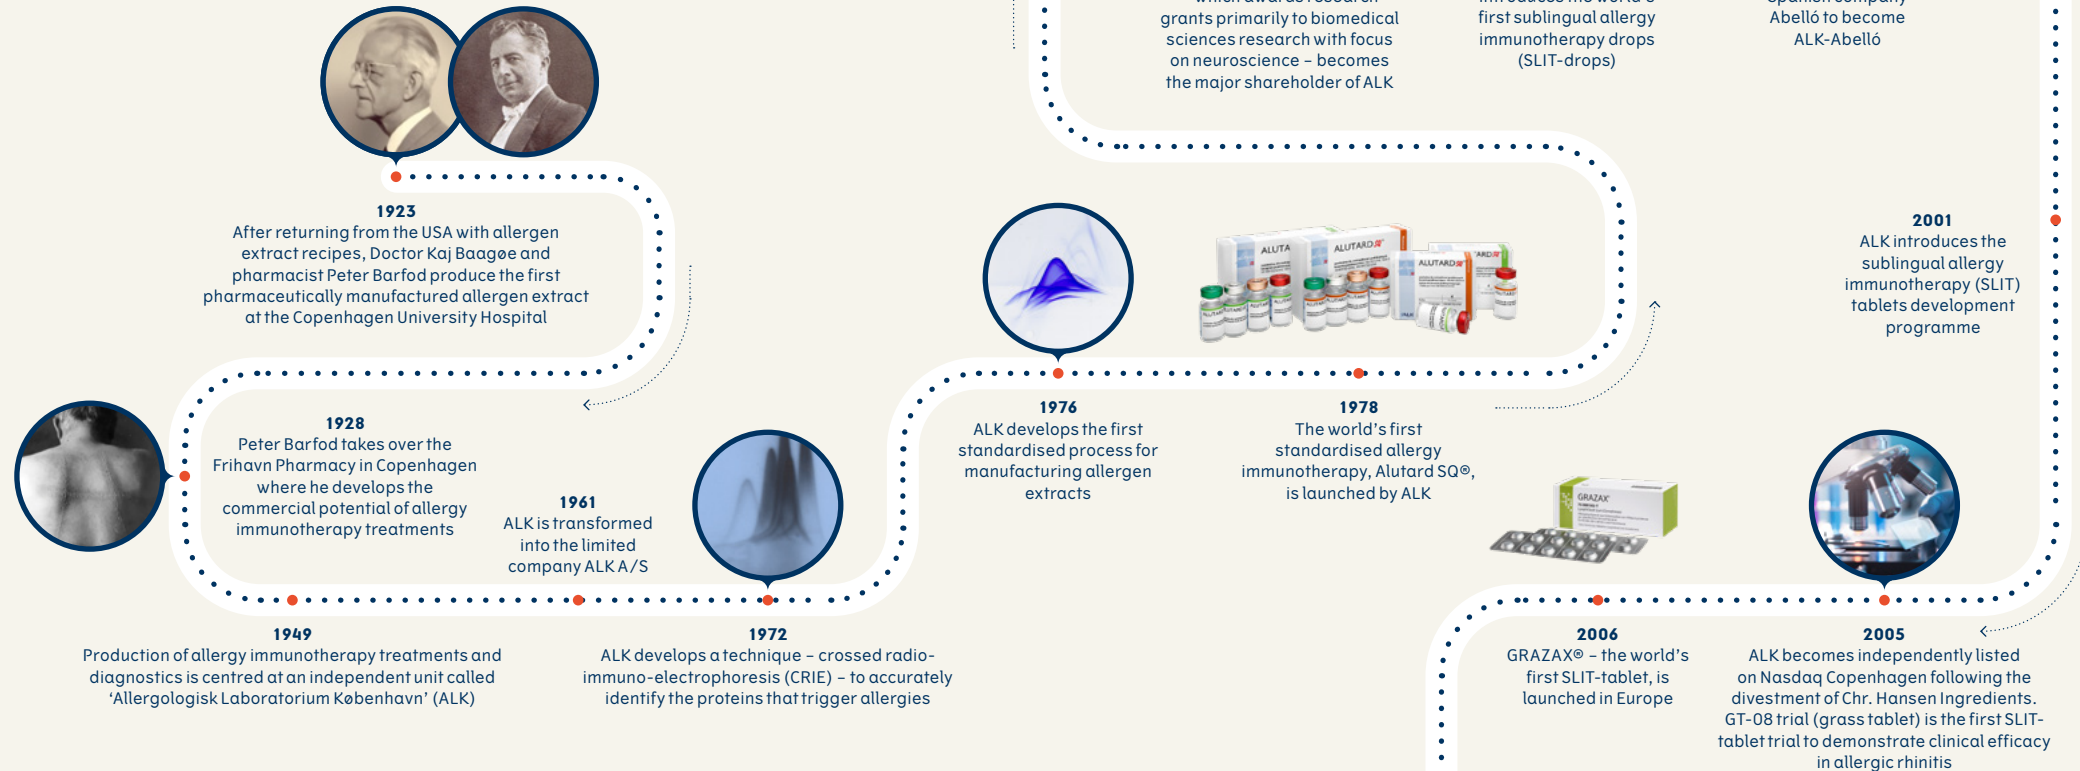 1923
After returning from the USA with allergen
extract recipes, Doctor Kaj Baagøe and
pharmacist Peter Barfod produce the first
pharmaceutically manufactured allergen extract
at the Copenhagen University Hospital
1928
Peter Barfod takes over the
Frihavn Pharmacy in Copenhagen
where he develops the
commercial potential of allergy
immunotherapy treatments
1949
Production of allergy immunotherapy treatments and
diagnostics is centred at an independent unit called
‘Allergologisk Laboratorium København’ (ALK)
1961
ALK is transformed
into the limited
company ALK A/S
1972
ALK develops a technique – crossed radio-
immuno-electrophoresis (CRIE) – to accurately
identify the proteins that trigger allergies
1976
ALK develops the first
standardised process for
manufacturing allergen
extracts
1978
The world’s first
standardised allergy
immunotherapy, Alutard SQ®,
is launched by ALK
ALUTARD
ALUTARD
grants primarily to biomedical
sciences research with focus
on neuroscience – becomes
the major shareholder of ALK
first sublingual allergy
immunotherapy drops
(SLIT-drops)
Abelló to become
ALK-Abelló
2001
ALK introduces the
sublingual allergy
immunotherapy (SLIT)
tablets development
programme
2005
ALK becomes independently listed
on Nasdaq Copenhagen following the
divestment of Chr. Hansen Ingredients.
GT-08 trial (grass tablet) is the first SLIT-
tablet trial to demonstrate clinical efficacy
in allergic rhinitis
GRAZAX
2006
GRAZAX® – the world’s
first SLIT-tablet, is
launched in Europe